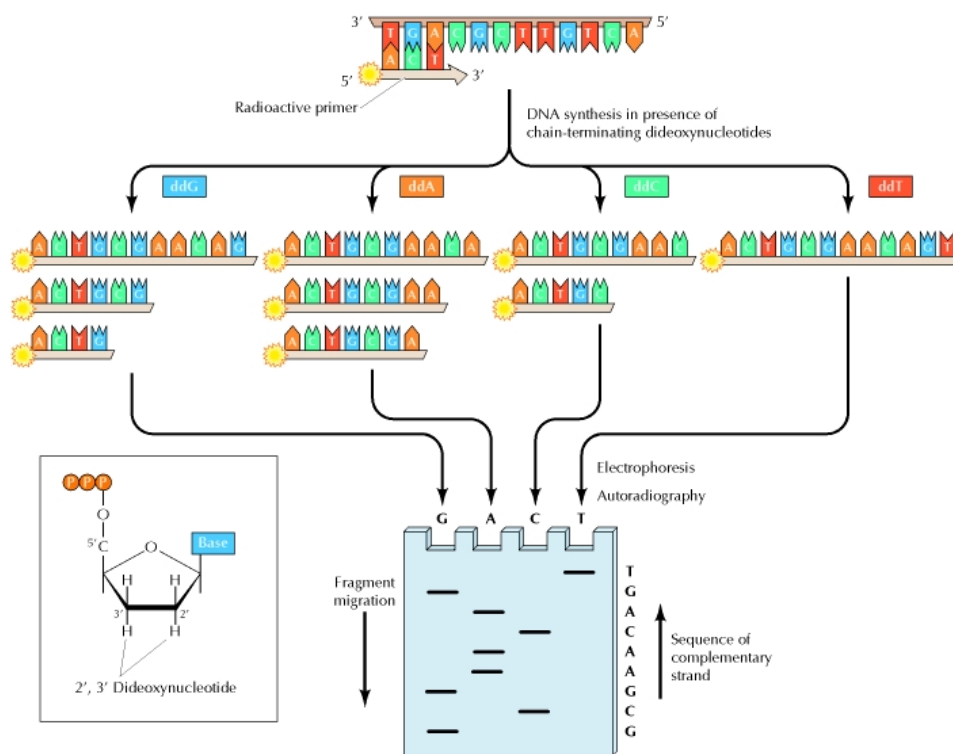 3′ 5′
T G A C G C T T G T C A
A C T
5′ 3′
Radioactive primer
DNA synthesis in presence of
chain-terminating dideoxynucleotides
ddG ddA ddC ddT
A C T G C G A A C A G
A C T G C G A A C A
A C T G C G A A C
A C T G C G A A C A G T
A C T G C G
A C T G C G A A
A C T G C
A C T G
A C T G C G A
Electrophoresis
Autoradiography
G A C T
P P P
O
5′ C
O
Base
H H
3′ 2′
H H
2′, 3′ Dideoxynucleotide
Fragment
migration
T
G
A
C
A
A
G
C
G
Sequence of
complementary
strand